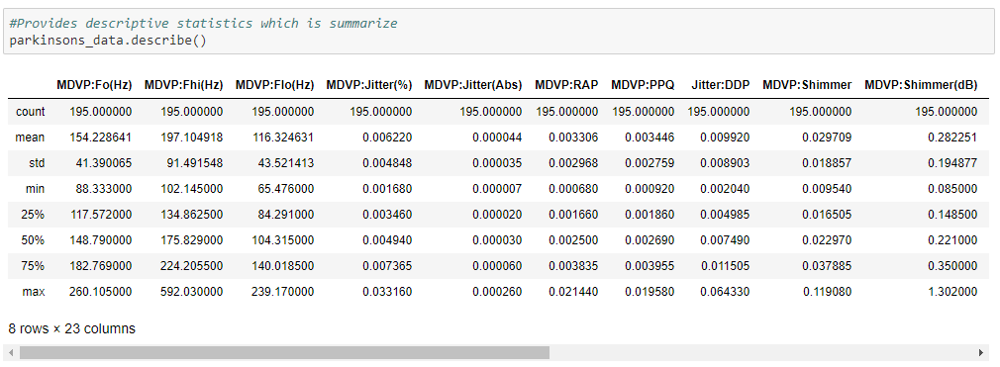 #Provides descriptive statistics which is summarize
parkinsons_data.describe()
MDVP:Fo(Hz) MDVP:Fhi(Hz) MDVP:Flo(Hz) MDVP:Jitter(%) MDVP:Jitter(Abs) MDVP:RAP MDVP:PPQ Jitter:DDP MDVP:Shimmer MDVP:Shimmer(dB)
count 195.000000 195.000000 195.000000 195.000000 195.000000 195.000000 195.000000 195.000000 195.000000 195.000000
mean 154.228641 197.104918 116.324631 0.006220 0.000044 0.003306 0.003446 0.009920 0.029709 0.282251
std 41.390065 91.491548 43.521413 0.004848 0.000035 0.002968 0.002759 0.008903 0.018857 0.194877
min 88.333000 102.145000 65.476000 0.001680 0.000007 0.000680 0.000920 0.002040 0.009540 0.085000
25% 117.572000 134.862500 84.291000 0.003460 0.000020 0.001660 0.001860 0.004985 0.016505 0.148500
50% 148.790000 175.829000 104.315000 0.004940 0.000030 0.002500 0.002690 0.007490 0.022970 0.221000
75% 182.769000 224.205500 140.018500 0.007365 0.000060 0.003835 0.003955 0.011505 0.037885 0.350000
max 260.105000 592.030000 239.170000 0.033160 0.000260 0.021440 0.019580 0.064330 0.119080 1.302000
8 rows × 23 columns